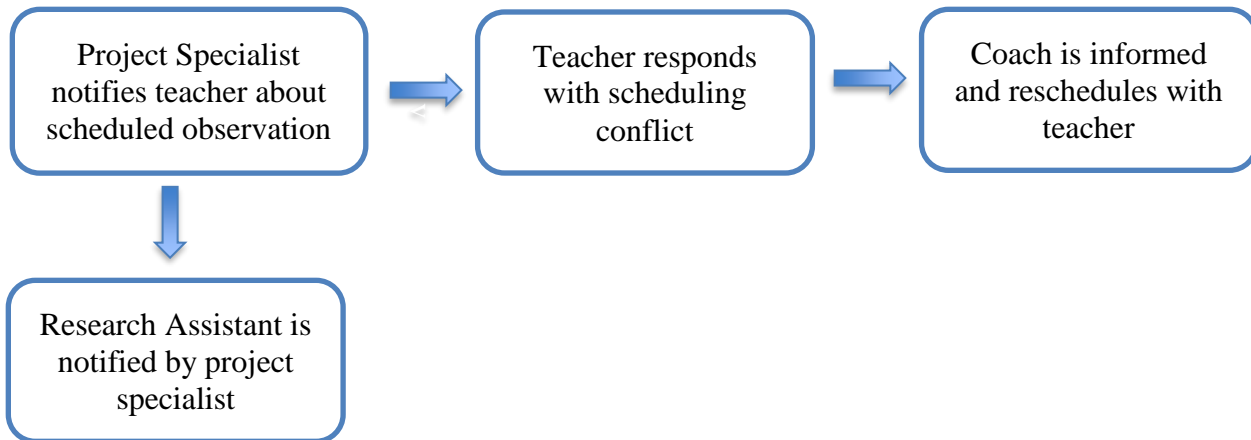 Project Specialist
notifies teacher about
scheduled observation
Teacher responds
with scheduling
conflict
Coach is informed
and reschedules with
teacher
Research Assistant is
notified by project
specialist